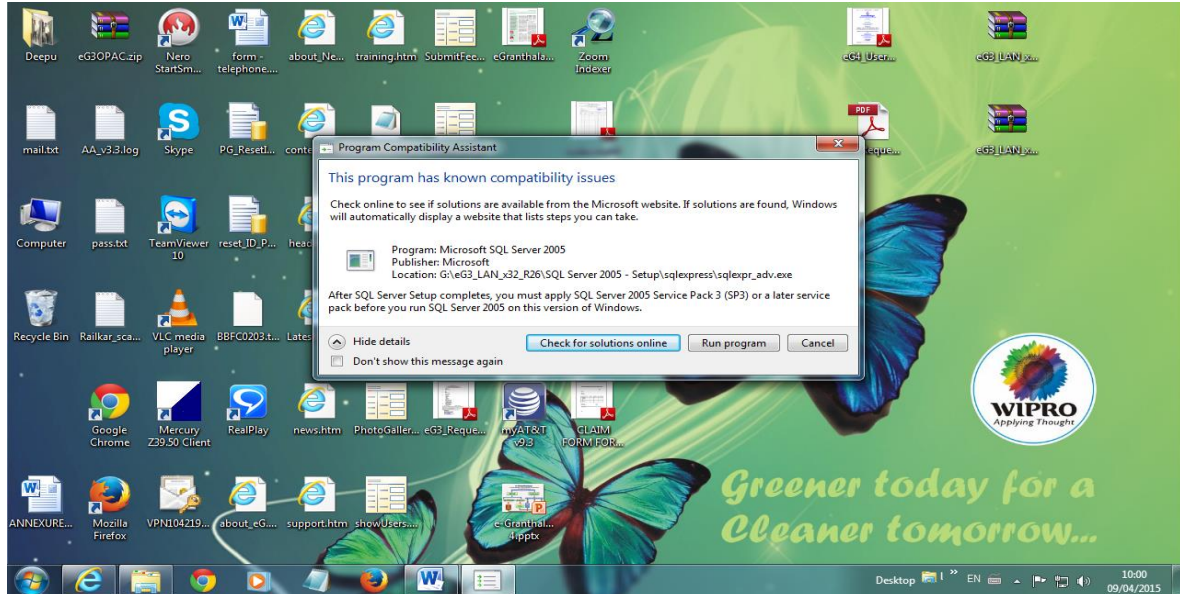 Deepu
eG3OPAC.zip
Nero
StartSm...
form -
telephone....
about_Ne...
training.htm
SubmitFee...
eGranthala...
Zoom
Indexer
eG4_User...
eG3_LAN_x...
mail.txt
AA_v3.3.log
Skype
PG_ResetI...
conte
PDF
eque...
eG3_LAN_x...
Program Compatibility Assistant
This program has known compatibility issues
Check online to see if solutions are available from the Microsoft website. If solutions are found, Windows
will automatically display a website that lists steps you can take.
Program: Microsoft SQL Server 2005
Publisher: Microsoft
Location: G:\eG3_LAN_x32_R26\SQL Server 2005 - Setup\sqlexpress\sqlexpr_adv.exe
After SQL Server Setup completes, you must apply SQL Server 2005 Service Pack 3 (SP3) or a later service
pack before you run SQL Server 2005 on this version of Windows.
Hide details
Check for solutions online
Run program
Cancel
Don't show this message again
Computer
pass.txt
TeamViewer
10
reset_ID_P...
head
Recycle Bin
Railkar_sca...
VLC media
player
BBFC0203.t...
Lates
Google
Chrome
Mercury
Z39.50 Client
RealPlay
news.htm
PhotoGaller...
eG3_Reque...
myAT&T
v9.3
CLAIM
FORM FOR...
WIPRO
Applying Thought
ANNEXURE...
Mozilla
Firefox
VPN104219...
about_eG....
support.htm
showUsers....
e-Granthal...
4.pptx
Greener today for a
Cleaner tomorrow...
Desktop
EN
10:00
09/04/2015